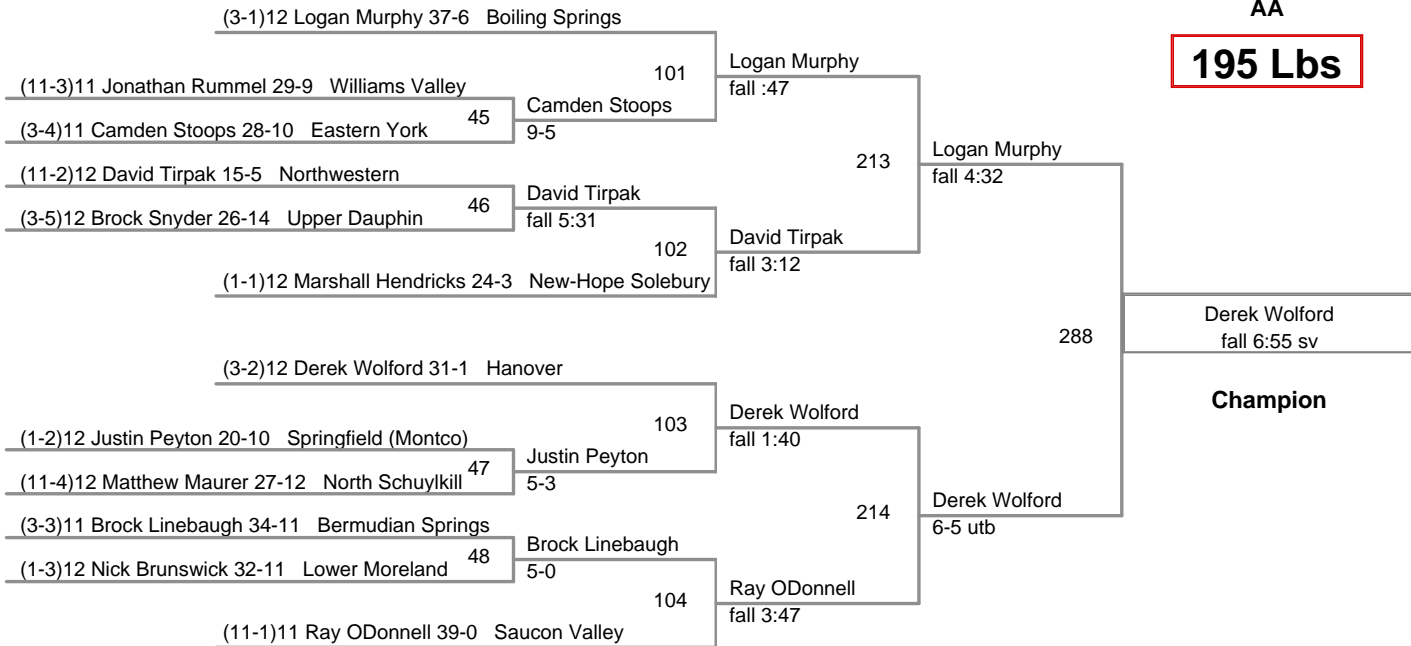 AA
195 Lbs
(3-1)12 Logan Murphy 37-6 Boiling Springs
101
Logan Murphy
fall :47
(11-3)11 Jonathan Rummel 29-9 Williams Valley
45
Camden Stoops
9-5
(3-4)11 Camden Stoops 28-10 Eastern York
213
Logan Murphy
fall 4:32
(11-2)12 David Tirpak 15-5 Northwestern
46
David Tirpak
fall 5:31
(3-5)12 Brock Snyder 26-14 Upper Dauphin
102
David Tirpak
fall 3:12
(1-1)12 Marshall Hendricks 24-3 New-Hope Solebury
288
Derek Wolford
fall 6:55 sv
Champion
(3-2)12 Derek Wolford 31-1 Hanover
103
Derek Wolford
fall 1:40
(1-2)12 Justin Peyton 20-10 Springfield (Montco)
47
Justin Peyton
5-3
(11-4)12 Matthew Maurer 27-12 North Schuylkill
214
Derek Wolford
6-5 utb
(3-3)11 Brock Linebaugh 34-11 Bermudian Springs
48
Brock Linebaugh
5-0
(1-3)12 Nick Brunswick 32-11 Lower Moreland
104
Ray ODonnell
fall 3:47
(11-1)11 Ray ODonnell 39-0 Saucon Valley